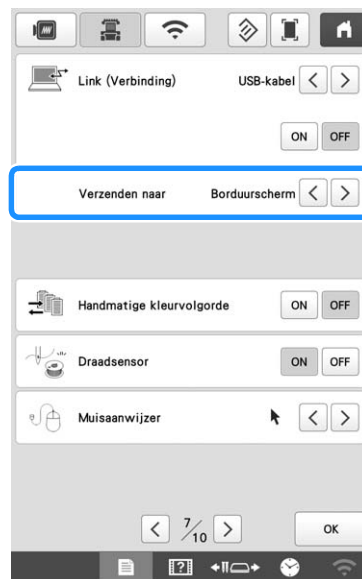 Link (Verbinding) USB-kabel < >
ON OFF
Verzenden naar Borduurscherm < >
Handmatige kleurvolgorde ON OFF
Draadsensor ON OFF
Muisaanwijzer < >
< 7/10 > OK